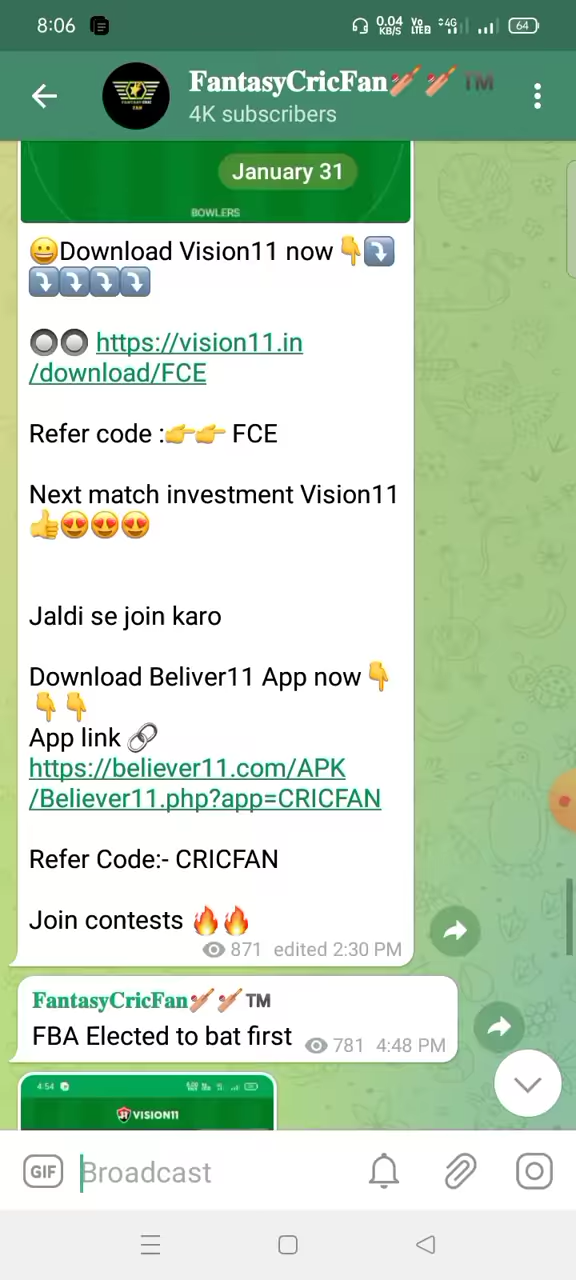 8:06
0.04 KB/S
Vo LTEB
4G
64
FantasyCricFan🏏🏏TM
4K subscribers
January 31
BOWLERS
😀Download Vision11 now 👇⤵️
⤵️⤵️⤵️⤵️
🔘🔘 https://vision11.in
/download/FCE
Refer code :👉👉 FCE
Next match investment Vision11
👍😍😍😍
Jaldi se join karo
Download Beliver11 App now👇
👇👇
App link 🔗
https://believer11.com/APK
/Believer11.php?app=CRICFAN
Refer Code:- CRICFAN
Join contests 🔥🔥
871 edited 2:30 PM
FantasyCricFan🏏🏏TM
FBA Elected to bat first 781 4:48 PM
4:54
VISION11
GIF Broadcast